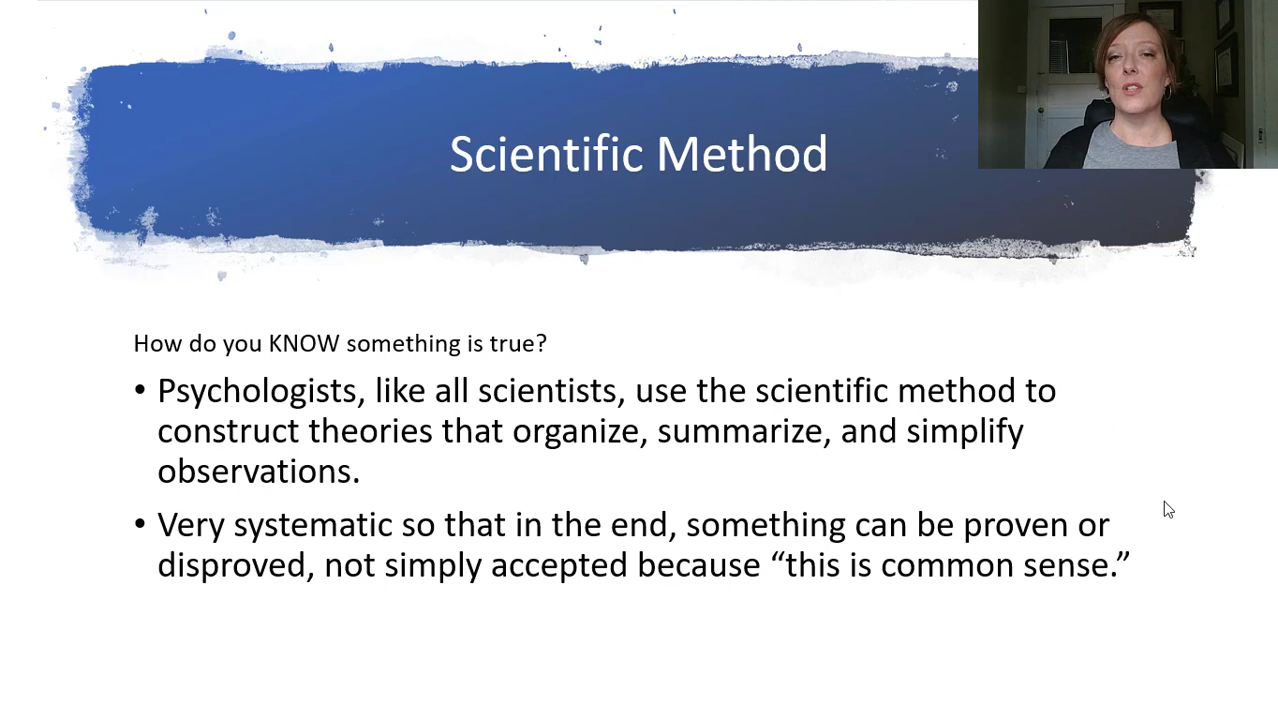 Scientific Method
How do you KNOW something is true?
• Psychologists, like all scientists, use the scientific method to
construct theories that organize, summarize, and simplify
observations.
• Very systematic so that in the end, something can be proven or
disproved, not simply accepted because “this is common sense.”